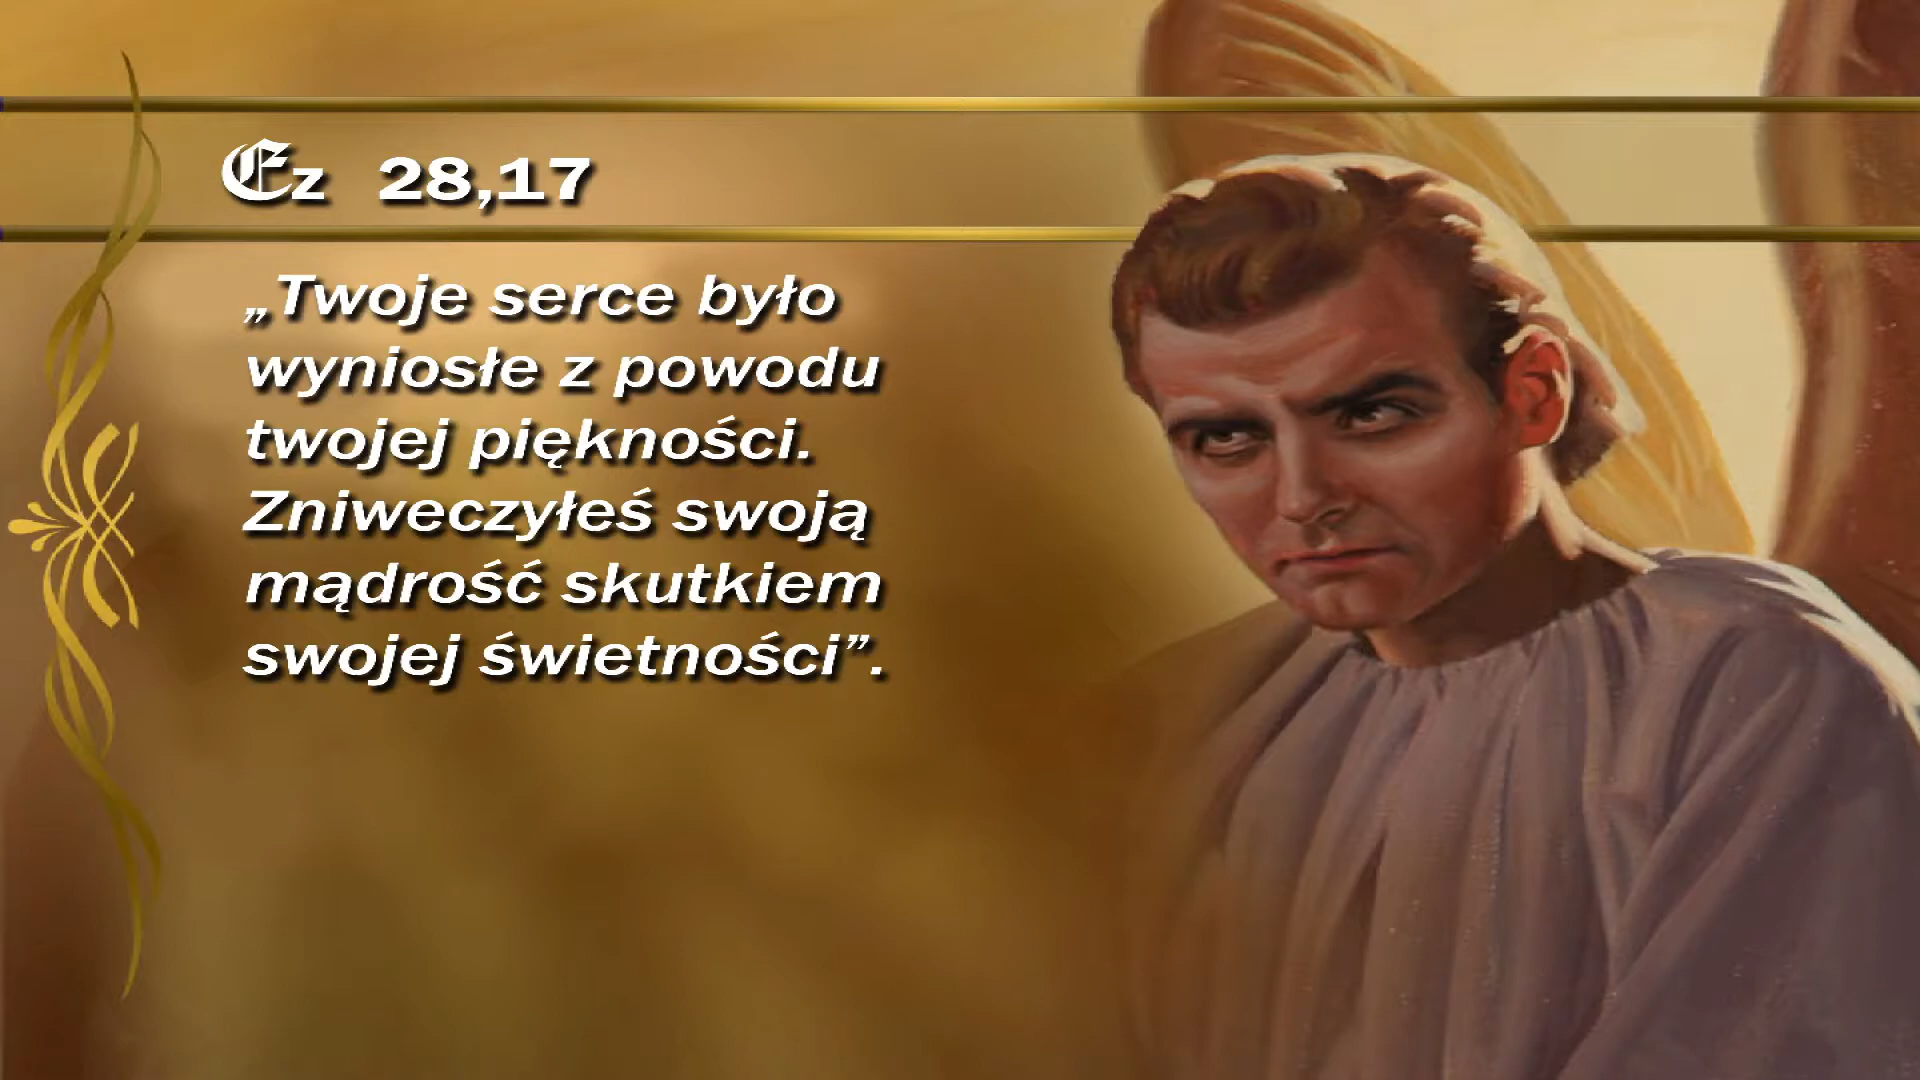 Ez 28,17
„Twoje serce było
wyniosłe z powodu
twojej piękności.
Zniweczyłeś swoją
mądrość skutkiem
swojej świetności”.